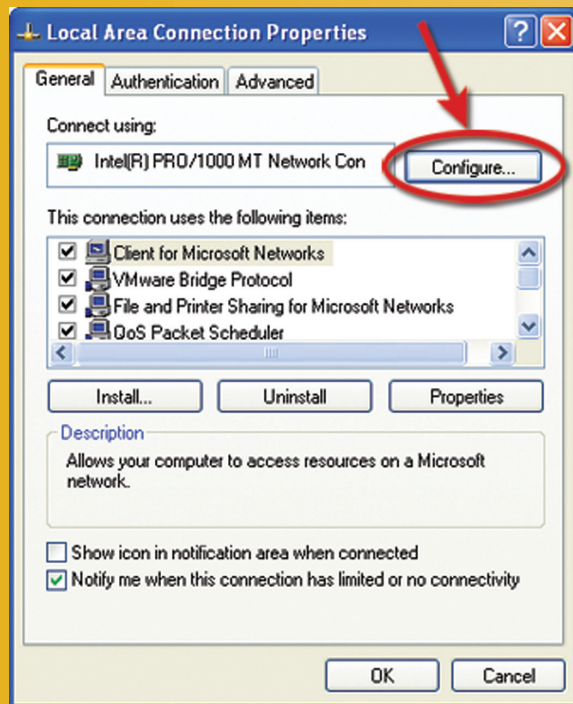 Local Area Connection Properties
General Authentication Advanced
Connect using:
Intel(R) PRO/1000 MT Network Con Configure...
This connection uses the following items:
Client for Microsoft Networks
VMware Bridge Protocol
File and Printer Sharing for Microsoft Networks
QoS Packet Scheduler
Install... Uninstall Properties
Description
Allows your computer to access resources on a Microsoft
network.
Show icon in notification area when connected
Notify me when this connection has limited or no connectivity
OK Cancel